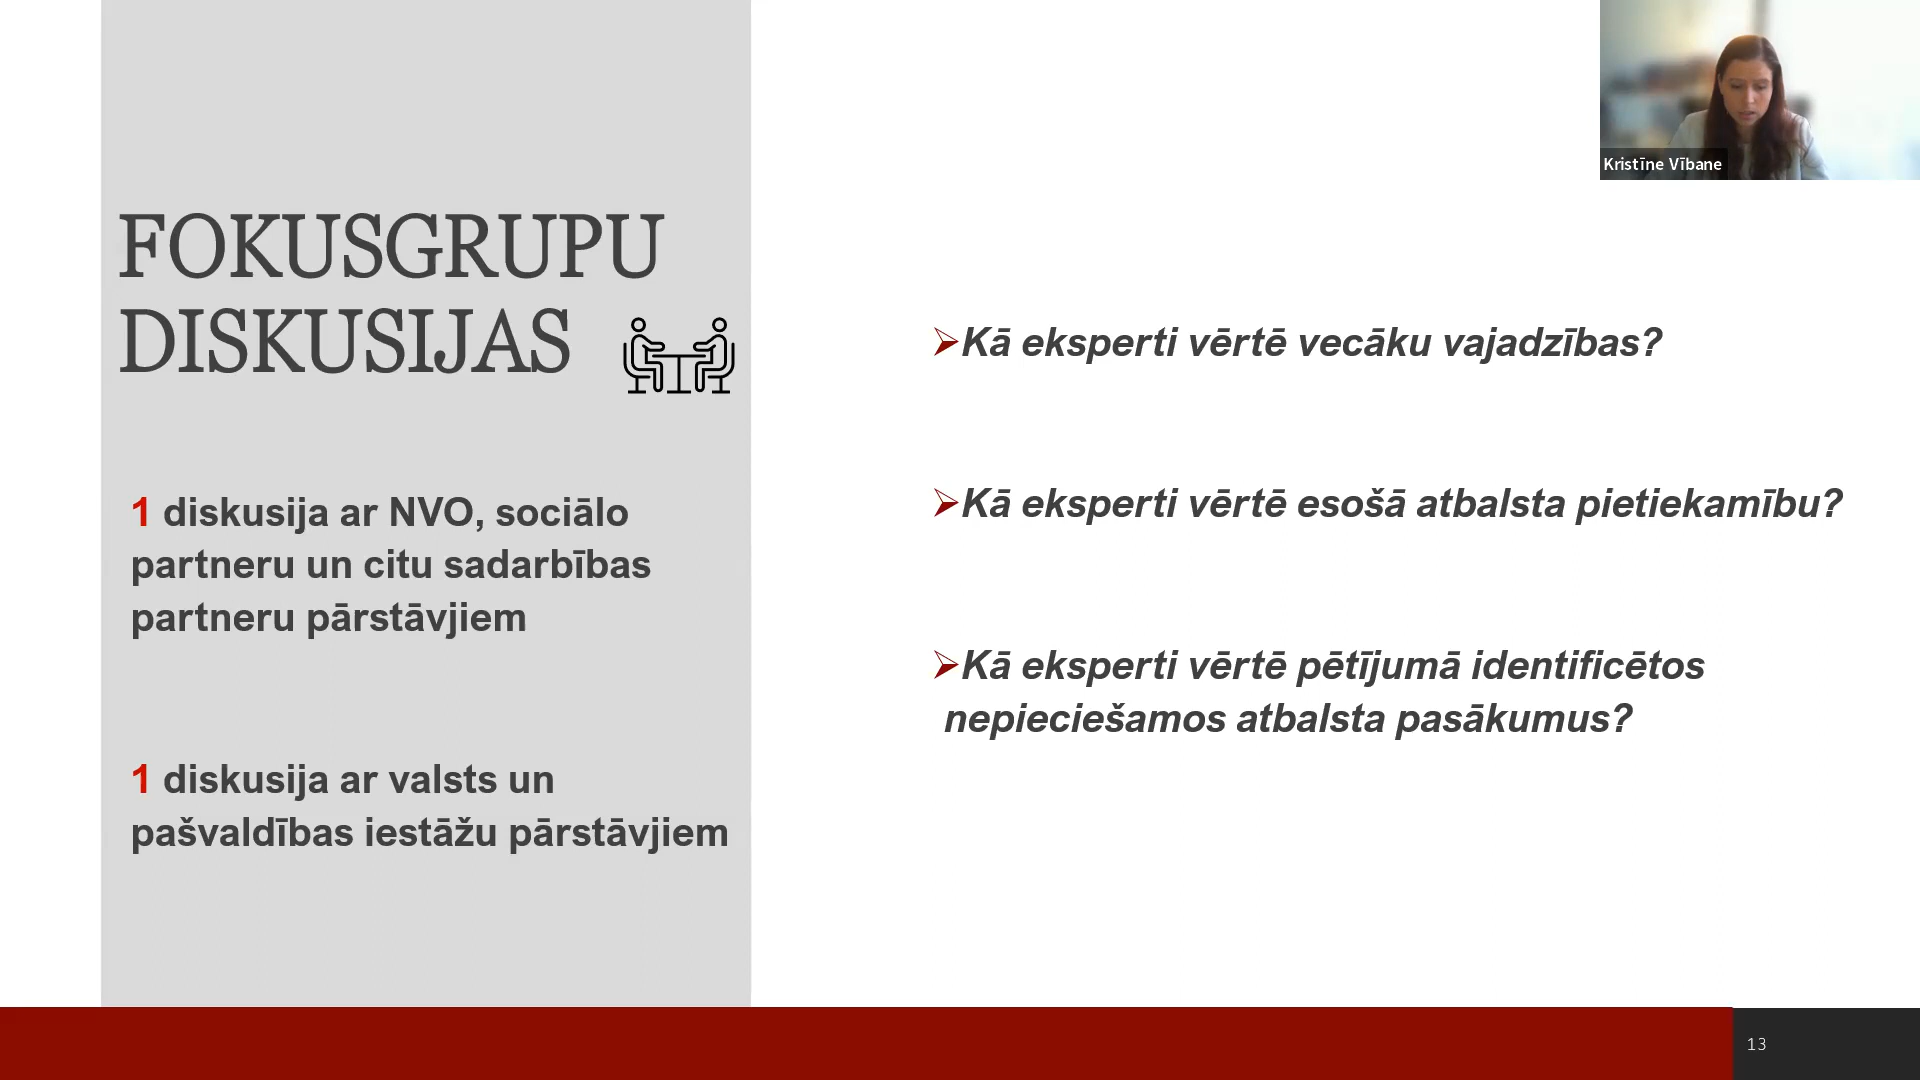 FOKUSGRUPU
DISKUSIJAS
1 diskusija ar NVO, sociālo
partneru un citu sadarbības
partneru pārstāvjiem
1 diskusija ar valsts un
pašvaldības iestāžu pārstāvjiem
Kā eksperti vērtē vecāku vajadzības?
Kā eksperti vērtē esošā atbalsta pietiekamību?
Kā eksperti vērtē pētījumā identificētos
nepieciešamos atbalsta pasākumus?
Kristīne Vībane
13